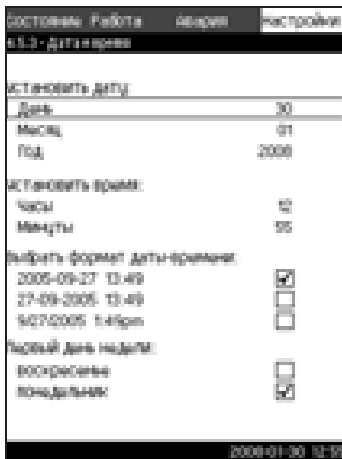 Состояние Работа Авария Настройки
4.5.3 - Дата и время
Установить дату:
День 30
Месяц 01
Год 2008
Установить время:
Часы 12
Минуты 55
Выбрать формат даты-времени:
2005-09-27 13:49
27-09-2005 13:49
9/27/2005 1:49pm
Первый день недели:
воскресенье
понедельник
2008-01-30 12:55